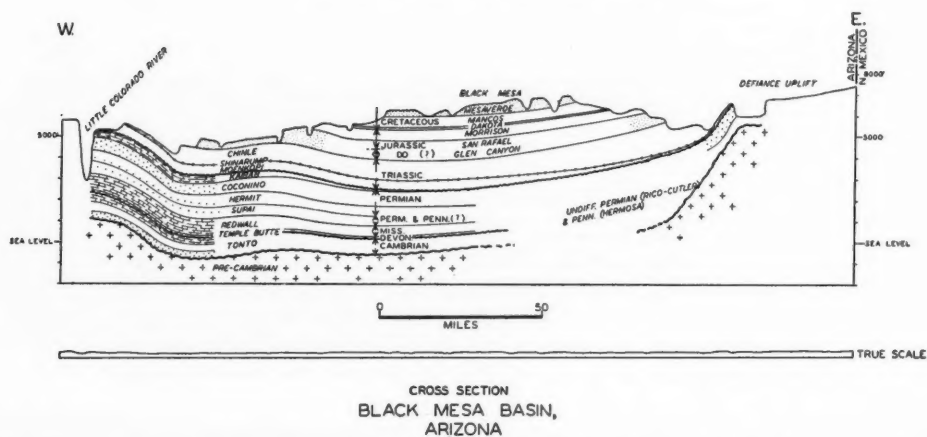 W.
E.
LITTLE COLORADO RIVER
BLACK MESA
DEFIANCE UPLIFT
ARIZONA
N. MEXICO
8000'
5000
5000
MESAVERDE
CRETACEOUS
MANCOS
DAKOTA
MORRISON
JURASSIC
SAN RAFAEL
DO (?)
GLEN CANYON
CHINLE
SHINARUMP
MOENKOPI
KAIBAB
TRIASSIC
COCONINO
PERMIAN
HERMIT
SUPAI
PERM. & PENN.(?)
UNDIFF. PERMIAN (RICO-CUTLER)
& PENN. (HERMOSA)
REDWALL
MISS.
TEMPLE BUTTE
DEVON
SEA LEVEL
TONTO
CAMBRIAN
SEA LEVEL
PRE-CAMBRIAN
0
50
MILES
TRUE SCALE
CROSS SECTION
BLACK MESA BASIN,
ARIZONA